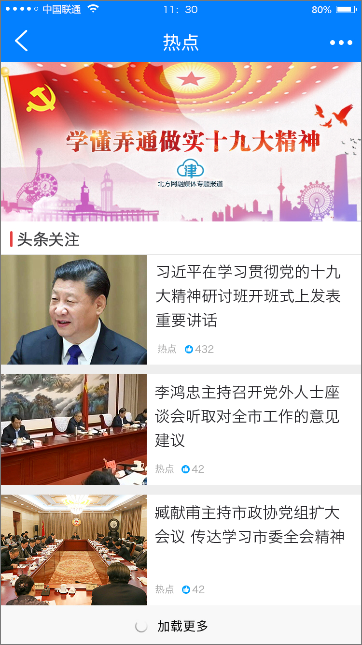 中国联通
11：30
80%
热点
学懂弄通做实十九大精神
津
北方网融媒体专题报道
头条关注
习近平在学习贯彻党的十九
大精神研讨班开班式上发表
重要讲话
热点 432
李鸿忠主持召开党外人士座
谈会听取对全市工作的意见
建议
热点 42
臧献甫主持市政协党组扩大
会议 传达学习市委全会精神
热点 42
加载更多